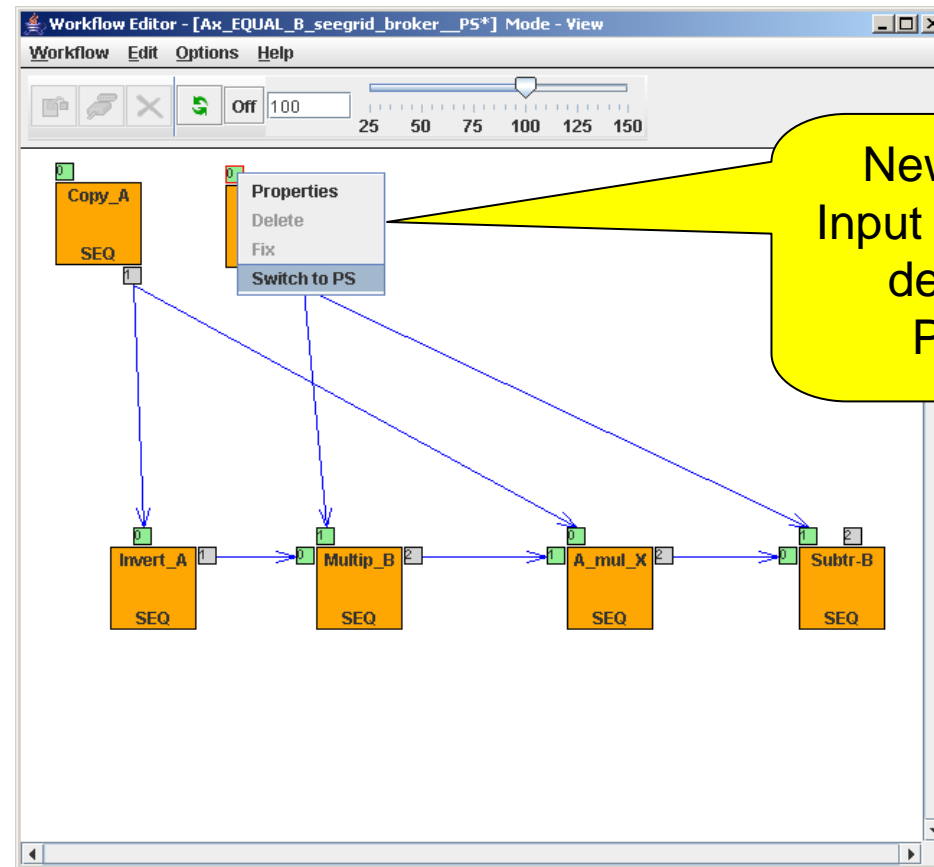 Workflow Editor - [Ax_EQUAL_B_seegrid_broker__PS*] Mode - View
Workflow Edit Options Help
Off 100
25 50 75 100 125 150
0
Copy_A
SEQ
1
0
Properties
Delete
Fix
Switch to PS
Input
0
Invert_A
1
SEQ
1
0
Multip_B
2
SEQ
0
1
A_mul_X
2
SEQ
1
2
0
Subtr-B
SEQ